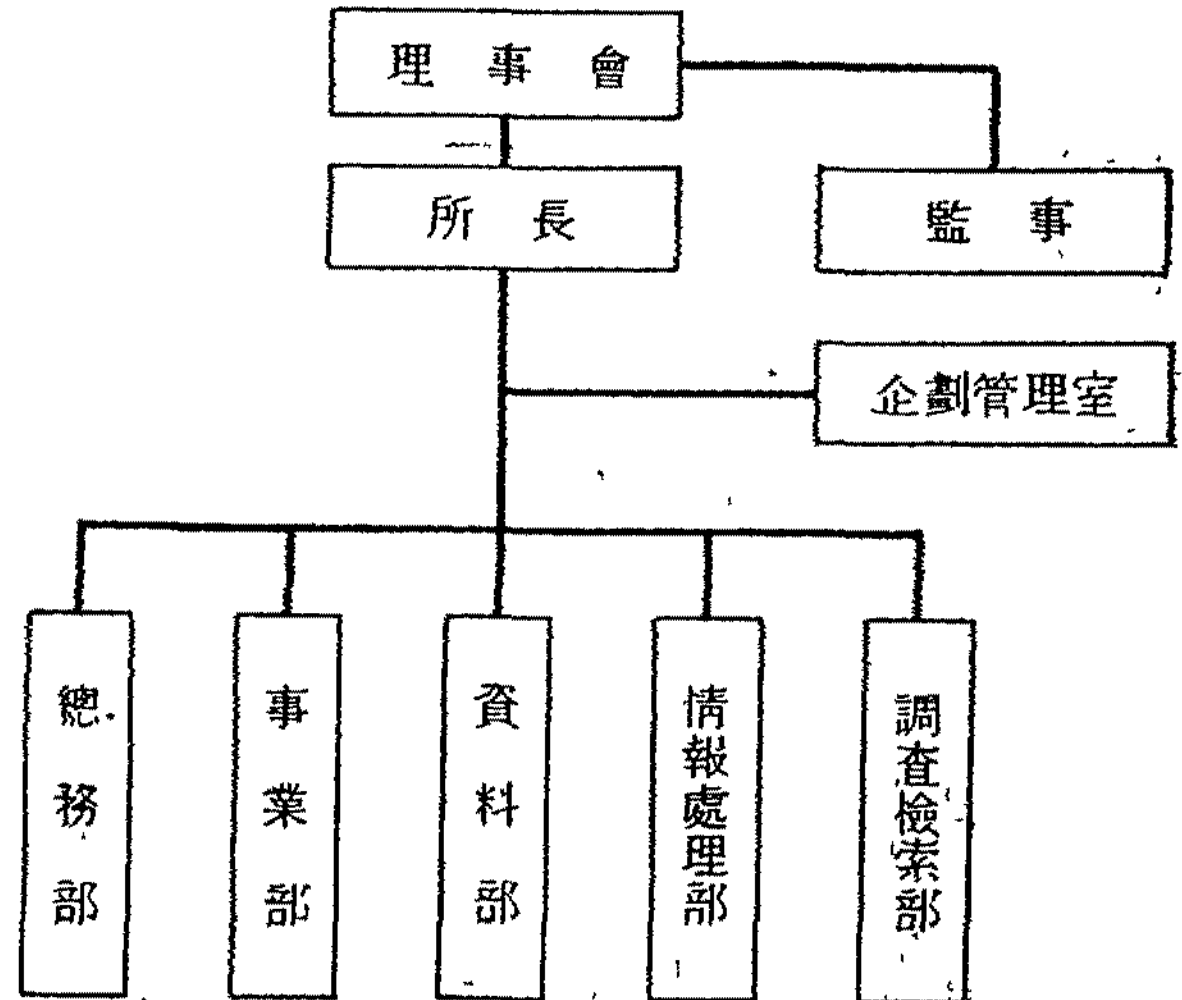 理事會
所長
監事
企劃管理室
總務部
事業部
資料部
情報處理部
調査檢索部